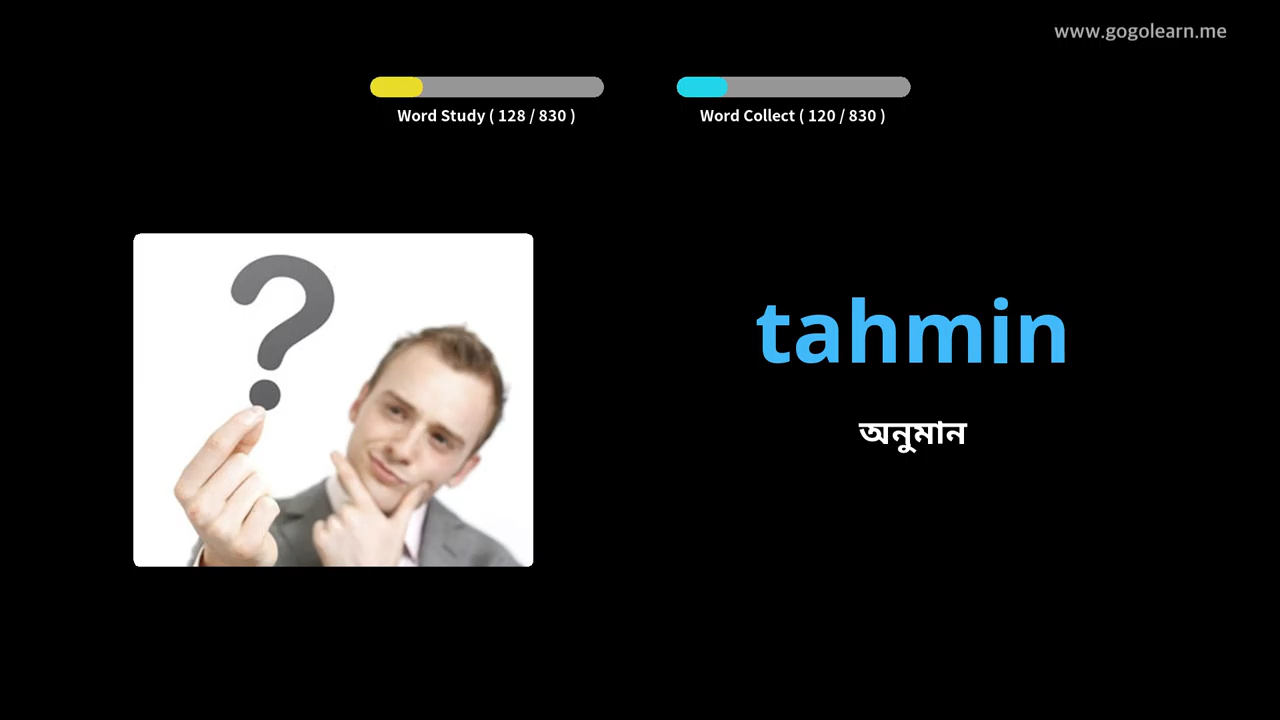 www.gogolearn.me
Word Study ( 128 / 830 )
Word Collect ( 120 / 830 )
?
tahmin
অনুমান